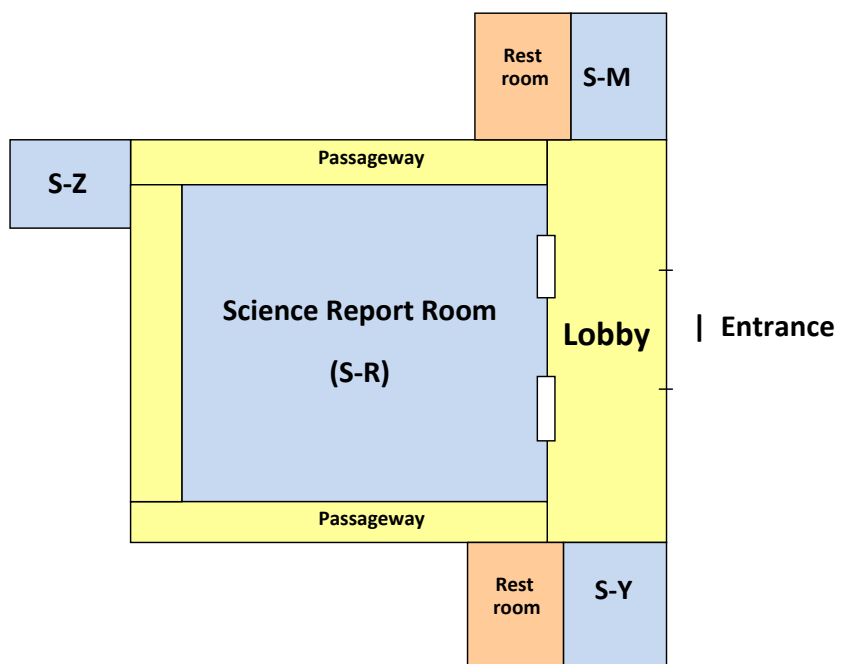 Rest
room
S-M
Passageway
S-Z
Science Report Room
(S-R)
Lobby
| Entrance
Passageway
Rest
room
S-Y